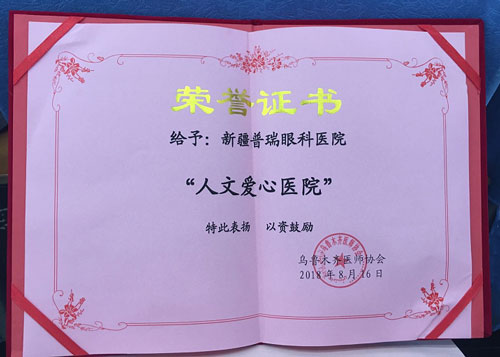 荣誉证书
给予：新疆普瑞眼科医院
“人文爱心医院”
特此表扬 以资鼓励
乌鲁木齐医师协会
2018年8月16日